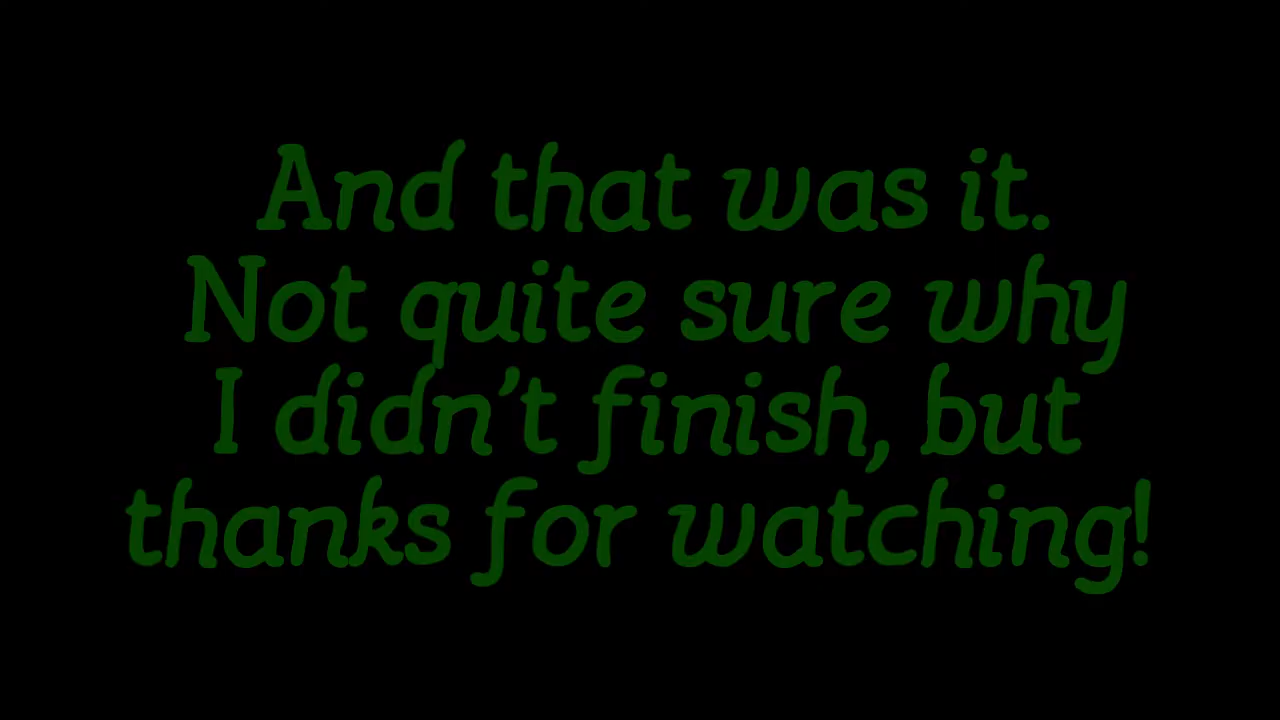 And that was it.
Not quite sure why
I didn’t finish, but
thanks for watching!